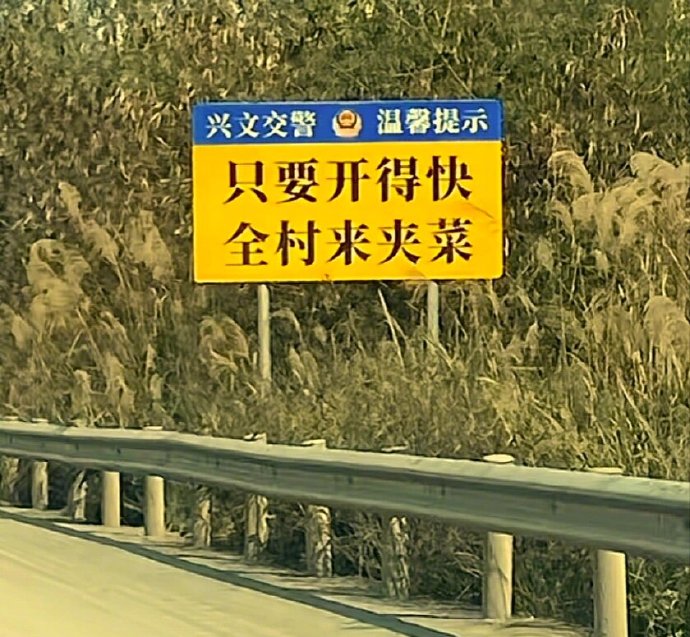 兴文交警 温馨提示
只要开得快
全村来夹菜